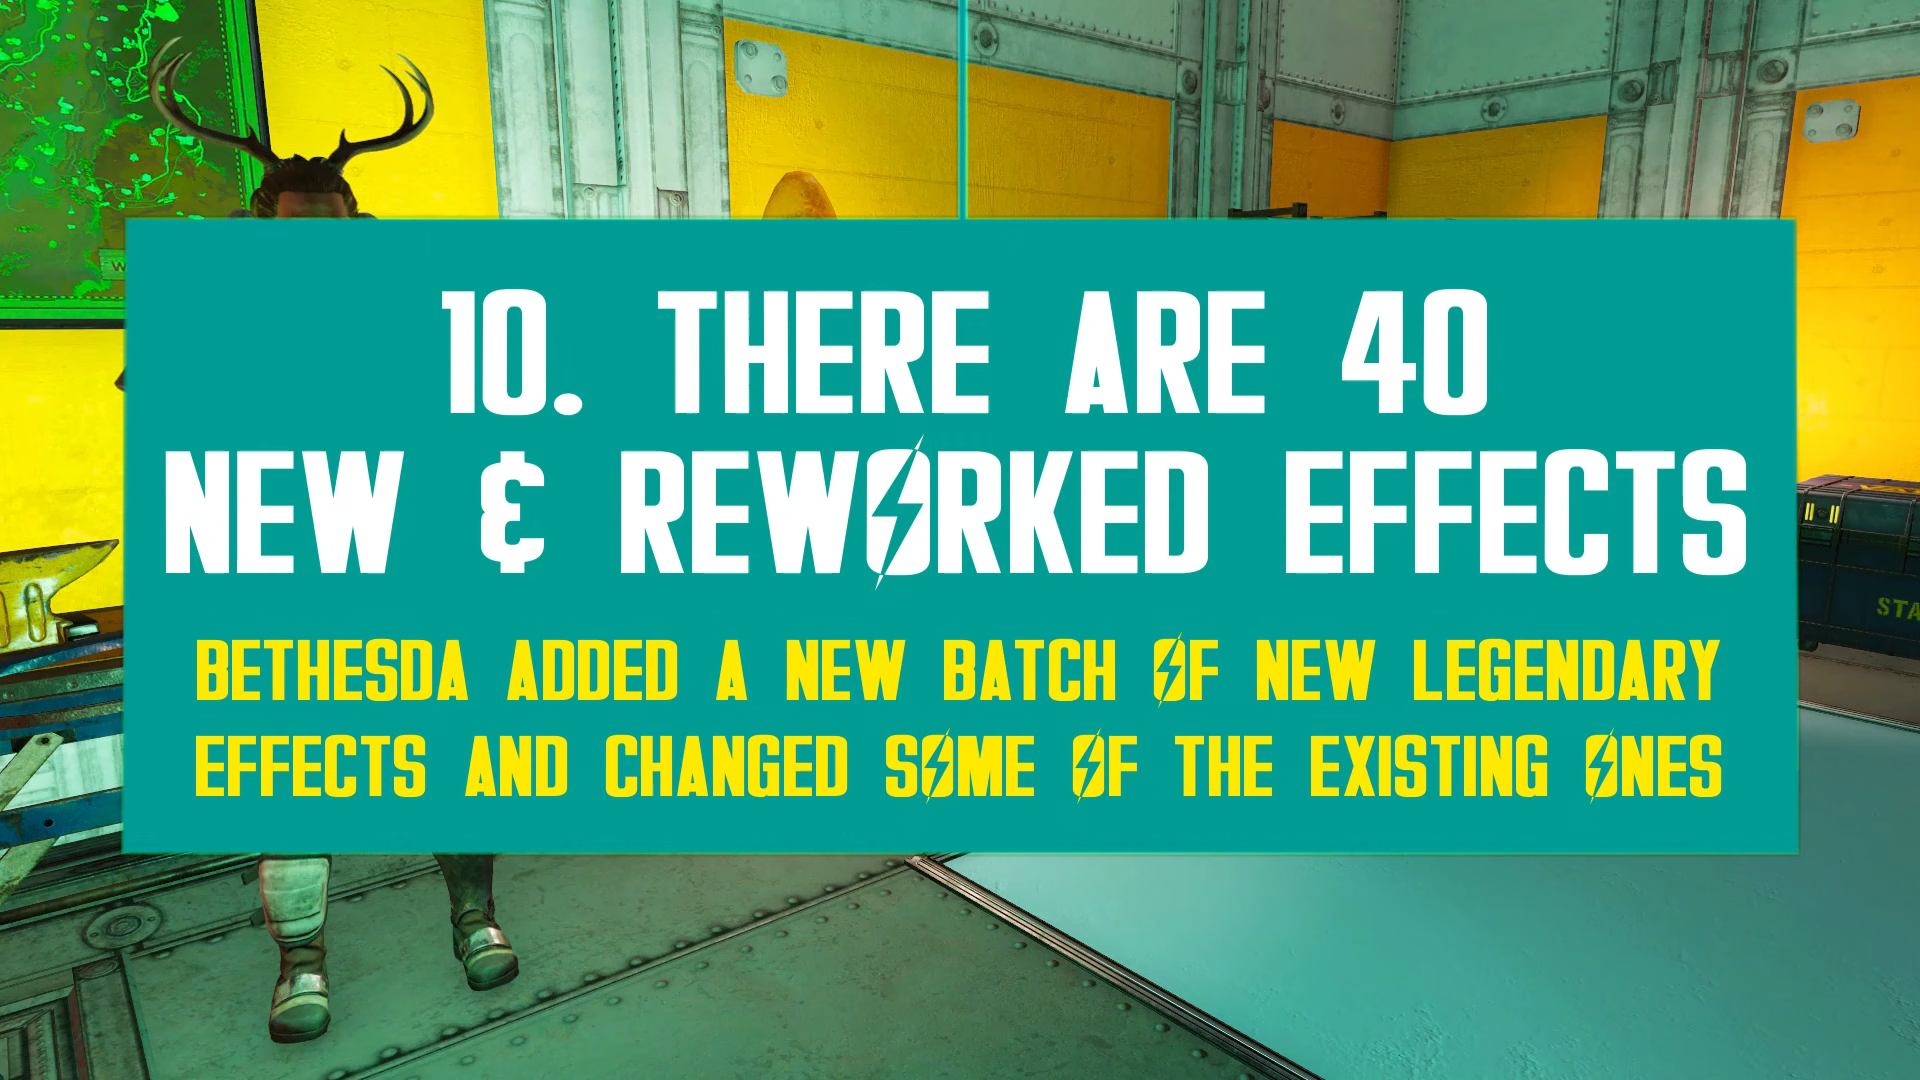 10. THERE ARE 40
NEW & REWORKED EFFECTS
BETHESDA ADDED A NEW BATCH OF NEW LEGENDARY
EFFECTS AND CHANGED SOME OF THE EXISTING ONES